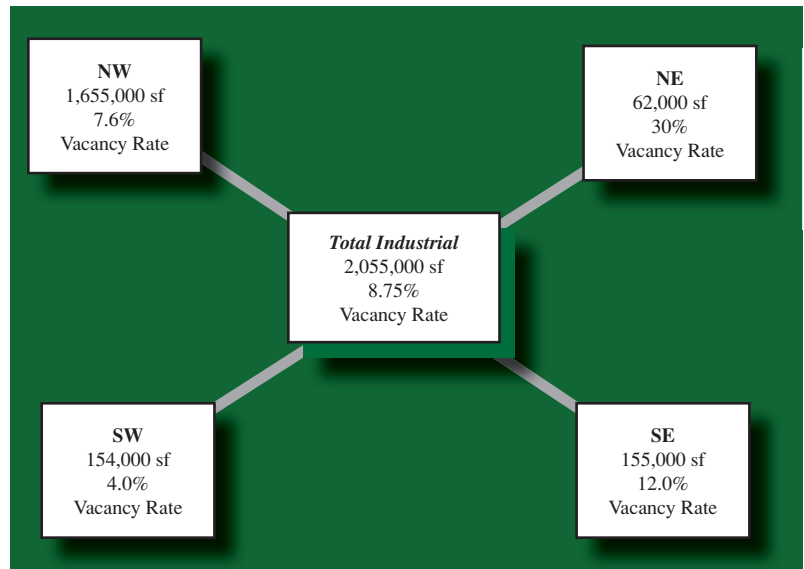 NW
1,655,000 sf
7.6%
Vacancy Rate
NE
62,000 sf
30%
Vacancy Rate
Total Industrial
2,055,000 sf
8.75%
Vacancy Rate
SW
154,000 sf
4.0%
Vacancy Rate
SE
155,000 sf
12.0%
Vacancy Rate